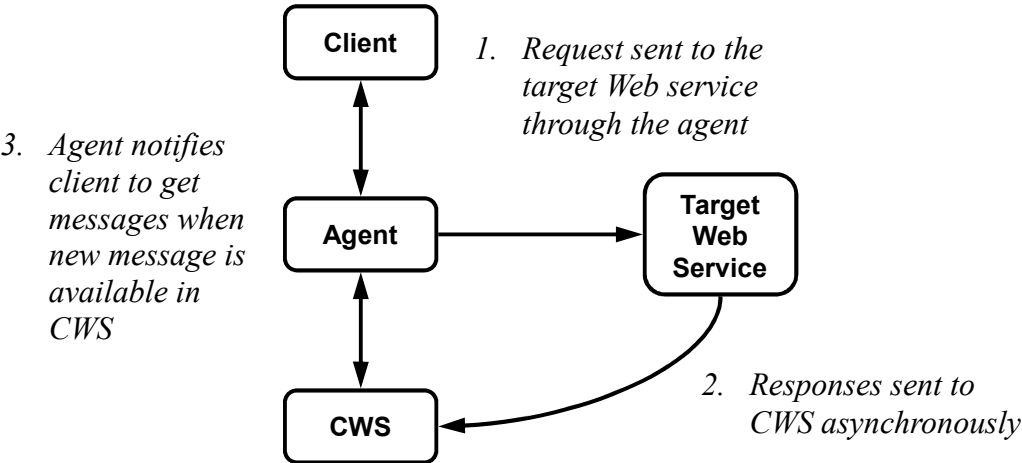 Client
1. Request sent to the
target Web service
through the agent
3. Agent notifies
client to get
messages when
new message is
available in
CWS
Agent
Target
Web
Service
2. Responses sent to
CWS asynchronously
CWS